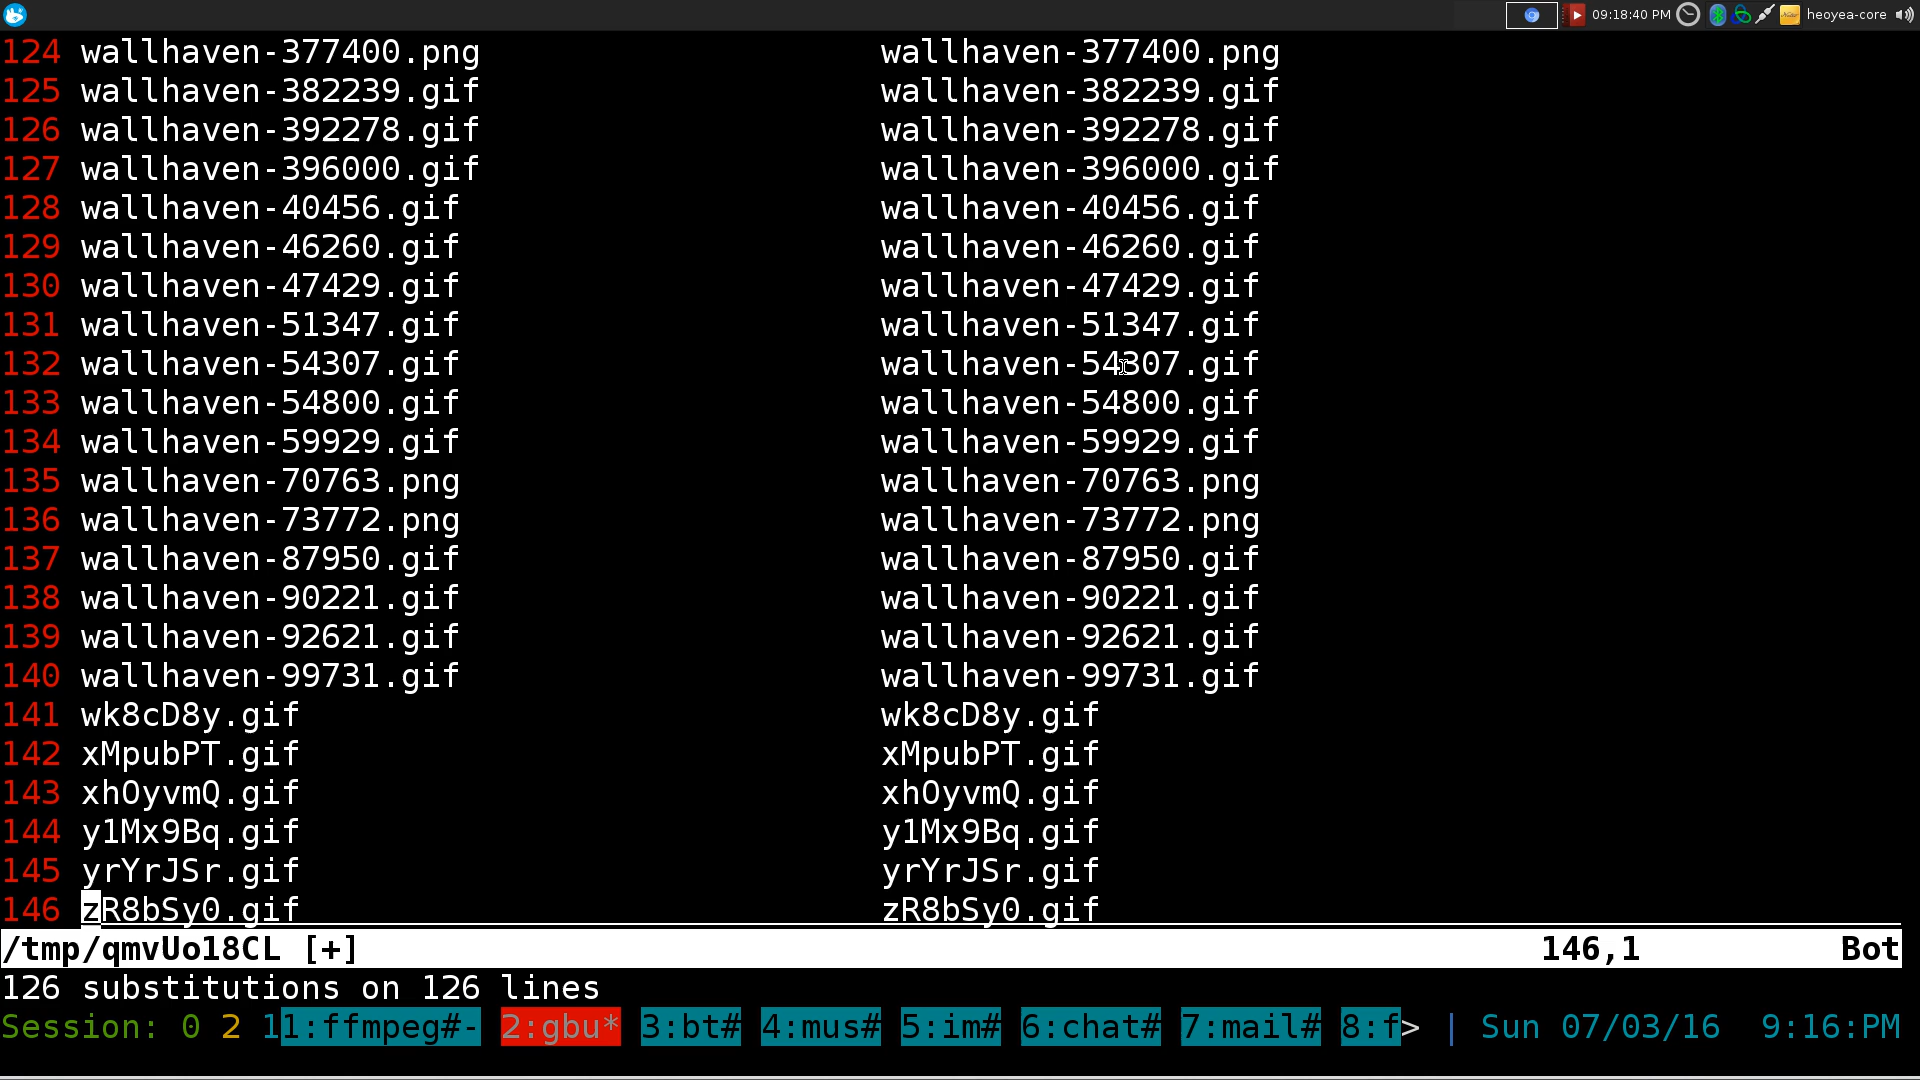 09:18:40 PM heoyea-core
124 wallhaven-377400.png wallhaven-377400.png
125 wallhaven-382239.gif wallhaven-382239.gif
126 wallhaven-392278.gif wallhaven-392278.gif
127 wallhaven-396000.gif wallhaven-396000.gif
128 wallhaven-40456.gif wallhaven-40456.gif
129 wallhaven-46260.gif wallhaven-46260.gif
130 wallhaven-47429.gif wallhaven-47429.gif
131 wallhaven-51347.gif wallhaven-51347.gif
132 wallhaven-54307.gif wallhaven-54307.gif
133 wallhaven-54800.gif wallhaven-54800.gif
134 wallhaven-59929.gif wallhaven-59929.gif
135 wallhaven-70763.png wallhaven-70763.png
136 wallhaven-73772.png wallhaven-73772.png
137 wallhaven-87950.gif wallhaven-87950.gif
138 wallhaven-90221.gif wallhaven-90221.gif
139 wallhaven-92621.gif wallhaven-92621.gif
140 wallhaven-99731.gif wallhaven-99731.gif
141 wk8cD8y.gif wk8cD8y.gif
142 xMpubPT.gif xMpubPT.gif
143 xhOyvmQ.gif xhOyvmQ.gif
144 y1Mx9Bq.gif y1Mx9Bq.gif
145 yrYrJSr.gif yrYrJSr.gif
146 zR8bSy0.gif zR8bSy0.gif
/tmp/qmvUo18CL [+] 146,1 Bot
126 substitutions on 126 lines
Session: 0 2 11:ffmpeg#- 2:gbu* 3:bt# 4:mus# 5:im# 6:chat# 7:mail# 8:f> | Sun 07/03/16 9:16:PM